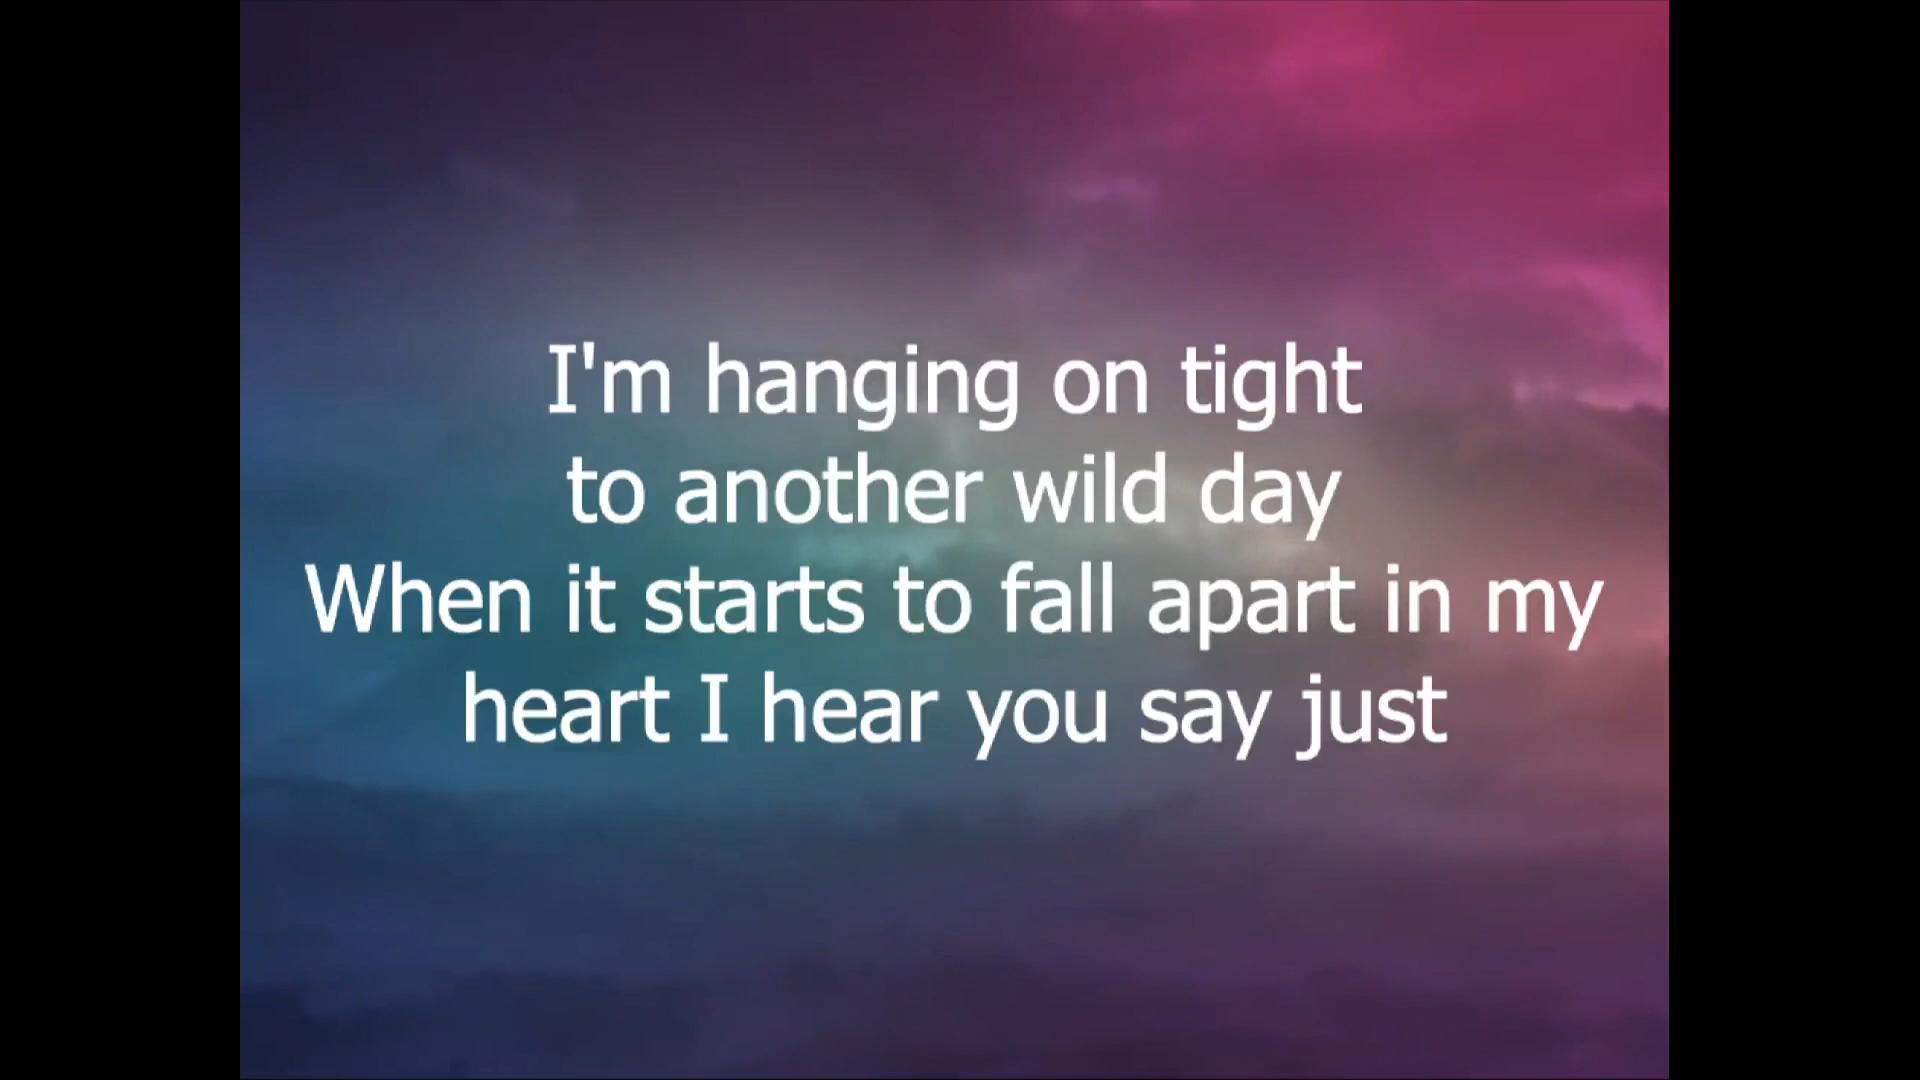 I'm hanging on tight
to another wild day
When it starts to fall apart in my
heart I hear you say just